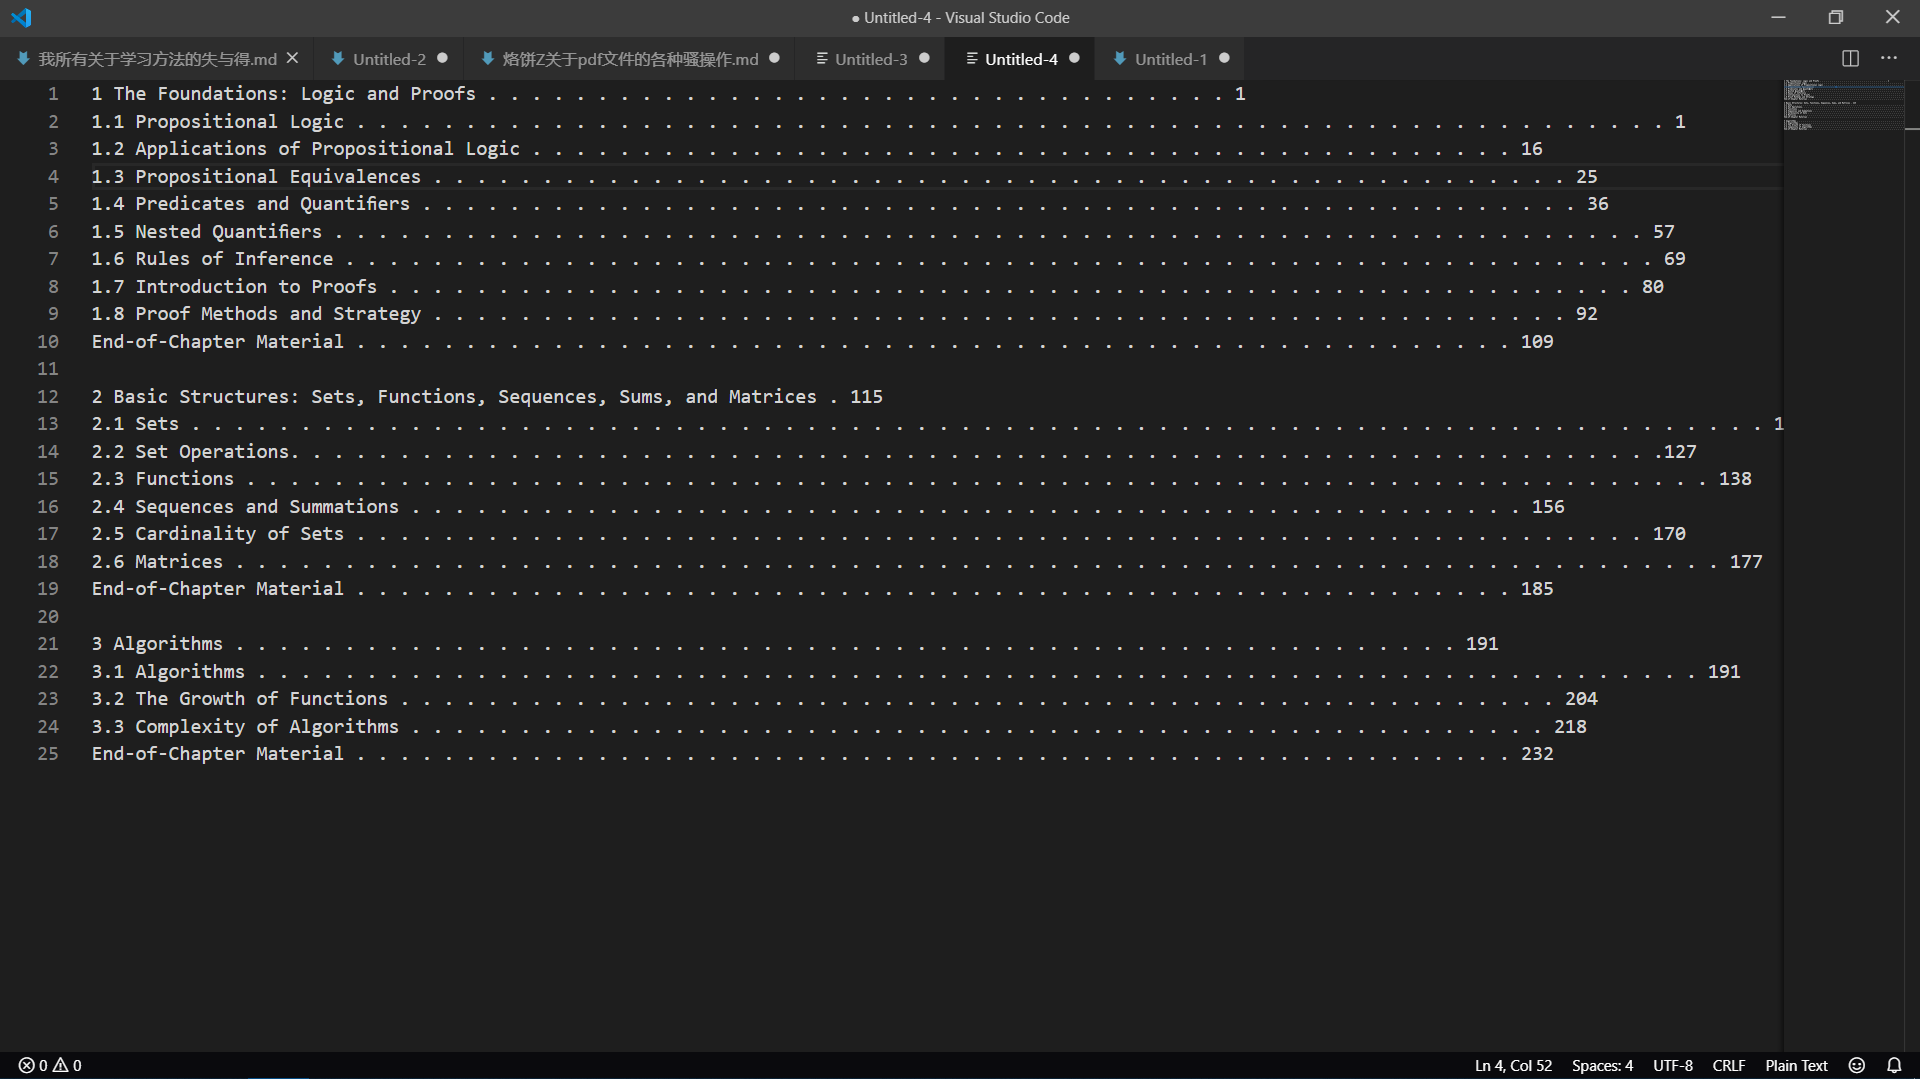 ● Untitled-4 - Visual Studio Code
我所有关于学习方法的失与得.md Untitled-2 烙饼Z关于pdf文件的各种骚操作.md Untitled-3 Untitled-4 Untitled-1
1 1 The Foundations: Logic and Proofs . . . . . . . . . . . . . . . . . . . . . . . . . . . . . . . . . . 1
2 1.1 Propositional Logic . . . . . . . . . . . . . . . . . . . . . . . . . . . . . . . . . . . . . . . . . . . . . . . . . . . . . . . . . . . . 1
3 1.2 Applications of Propositional Logic . . . . . . . . . . . . . . . . . . . . . . . . . . . . . . . . . . . . . . . . . . . . . 16
4 1.3 Propositional Equivalences . . . . . . . . . . . . . . . . . . . . . . . . . . . . . . . . . . . . . . . . . . . . . . . . . . . . 25
5 1.4 Predicates and Quantifiers . . . . . . . . . . . . . . . . . . . . . . . . . . . . . . . . . . . . . . . . . . . . . . . . . . . . . 36
6 1.5 Nested Quantifiers . . . . . . . . . . . . . . . . . . . . . . . . . . . . . . . . . . . . . . . . . . . . . . . . . . . . . . . . . . . . 57
7 1.6 Rules of Inference . . . . . . . . . . . . . . . . . . . . . . . . . . . . . . . . . . . . . . . . . . . . . . . . . . . . . . . . . . . . 69
8 1.7 Introduction to Proofs . . . . . . . . . . . . . . . . . . . . . . . . . . . . . . . . . . . . . . . . . . . . . . . . . . . . . . . . . 80
9 1.8 Proof Methods and Strategy . . . . . . . . . . . . . . . . . . . . . . . . . . . . . . . . . . . . . . . . . . . . . . . . . . . . 92
10 End-of-Chapter Material . . . . . . . . . . . . . . . . . . . . . . . . . . . . . . . . . . . . . . . . . . . . . . . . . . . . . 109
11
12 2 Basic Structures: Sets, Functions, Sequences, Sums, and Matrices . 115
13 2.1 Sets . . . . . . . . . . . . . . . . . . . . . . . . . . . . . . . . . . . . . . . . . . . . . . . . . . . . . . . . . . . . . . . . . . . . . . . . 1
14 2.2 Set Operations. . . . . . . . . . . . . . . . . . . . . . . . . . . . . . . . . . . . . . . . . . . . . . . . . . . . . . . . . . . . . . .127
15 2.3 Functions . . . . . . . . . . . . . . . . . . . . . . . . . . . . . . . . . . . . . . . . . . . . . . . . . . . . . . . . . . . . . . . . . . . 138
16 2.4 Sequences and Summations . . . . . . . . . . . . . . . . . . . . . . . . . . . . . . . . . . . . . . . . . . . . . . . . . . . 156
17 2.5 Cardinality of Sets . . . . . . . . . . . . . . . . . . . . . . . . . . . . . . . . . . . . . . . . . . . . . . . . . . . . . . . . . . . 170
18 2.6 Matrices . . . . . . . . . . . . . . . . . . . . . . . . . . . . . . . . . . . . . . . . . . . . . . . . . . . . . . . . . . . . . . . . . . . . 177
19 End-of-Chapter Material . . . . . . . . . . . . . . . . . . . . . . . . . . . . . . . . . . . . . . . . . . . . . . . . . . . . . 185
20
21 3 Algorithms . . . . . . . . . . . . . . . . . . . . . . . . . . . . . . . . . . . . . . . . . . . . . . . . . . . . . . . . 191
22 3.1 Algorithms . . . . . . . . . . . . . . . . . . . . . . . . . . . . . . . . . . . . . . . . . . . . . . . . . . . . . . . . . . . . . . . . . . 191
23 3.2 The Growth of Functions . . . . . . . . . . . . . . . . . . . . . . . . . . . . . . . . . . . . . . . . . . . . . . . . . . . . . 204
24 3.3 Complexity of Algorithms . . . . . . . . . . . . . . . . . . . . . . . . . . . . . . . . . . . . . . . . . . . . . . . . . . . . 218
25 End-of-Chapter Material . . . . . . . . . . . . . . . . . . . . . . . . . . . . . . . . . . . . . . . . . . . . . . . . . . . . . 232
0 0 Ln 4, Col 52 Spaces: 4 UTF-8 CRLF Plain Text